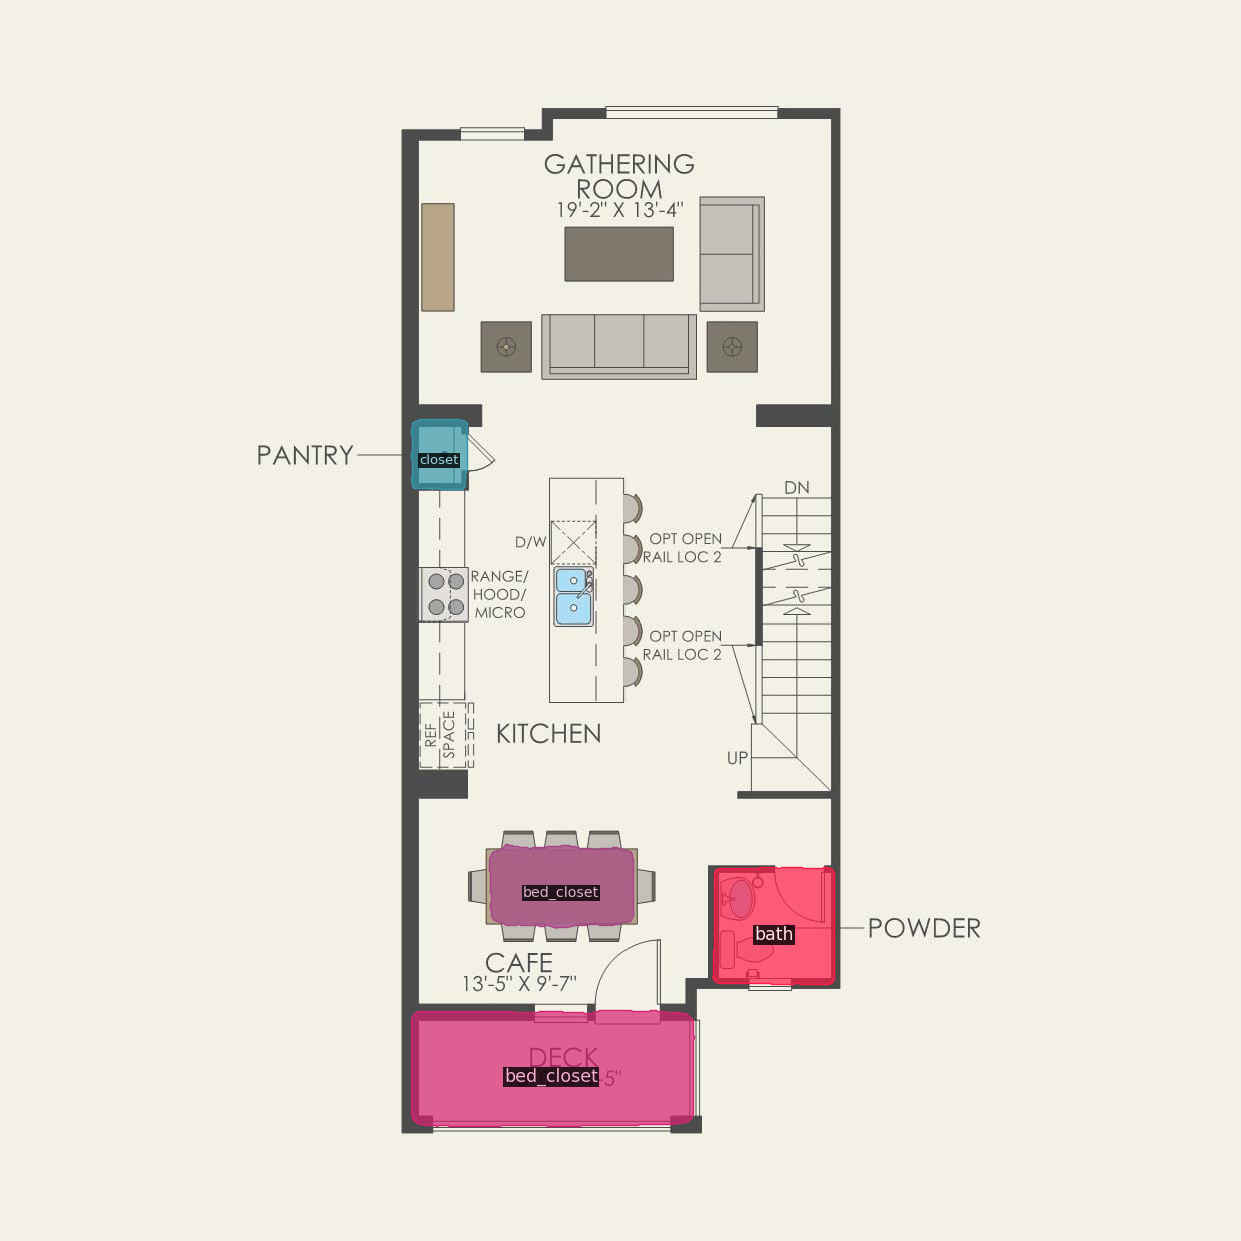 GATHERING
ROOM
19'-2" X 13'-4"
PANTRY
closet
DN
D/W
OPT OPEN
RAIL LOC 2
RANGE/
HOOD/
MICRO
OPT OPEN
RAIL LOC 2
REF
SPACE
KITCHEN
UP
bed_closet
bath
POWDER
CAFE
13'-5" X 9'-7"
DECK
-5"
bed_closet